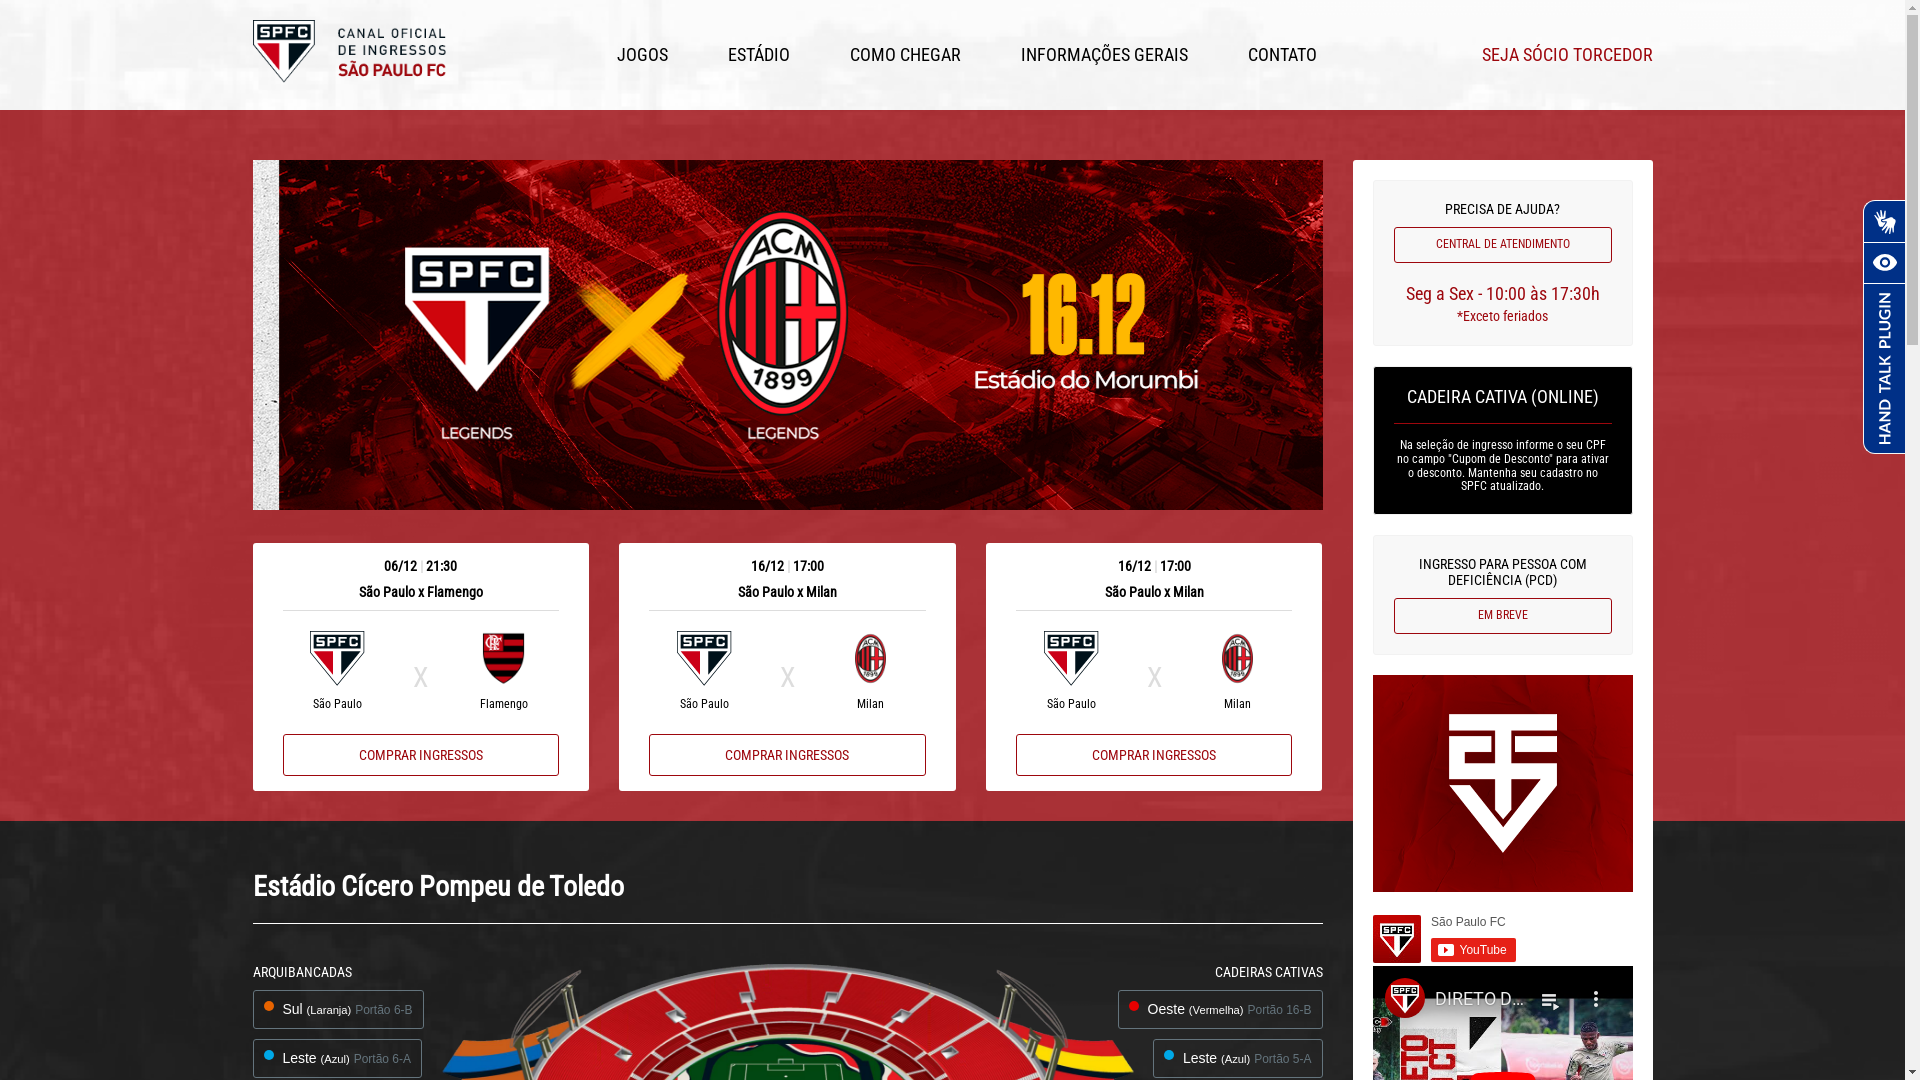 SPFC
CANAL OFICIAL
DE INGRESSOS
SÃO PAULO FC
JOGOS
ESTÁDIO
COMO CHEGAR
INFORMAÇÕES GERAIS
CONTATO
SEJA SÓCIO TORCEDOR
SPFC
ACM
1899
16.12
Estádio do Morumbi
LEGENDS
LEGENDS
06/12 | 21:30
São Paulo x Flamengo
SPFC
X
São Paulo
Flamengo
COMPRAR INGRESSOS
16/12 | 17:00
São Paulo x Milan
SPFC
X
ACM
São Paulo
Milan
COMPRAR INGRESSOS
16/12 | 17:00
São Paulo x Milan
SPFC
X
ACM
São Paulo
Milan
COMPRAR INGRESSOS
PRECISA DE AJUDA?
CENTRAL DE ATENDIMENTO
Seg a Sex - 10:00 às 17:30h
*Exceto feriados
CADEIRA CATIVA (ONLINE)
Na seleção de ingresso informe o seu CPF
no campo "Cupom de Desconto" para ativar
o desconto. Mantenha seu cadastro no
SPFC atualizado.
INGRESSO PARA PESSOA COM
DEFICIÊNCIA (PCD)
EM BREVE
SPFC
São Paulo FC
YouTube
SPFC
DIRETO D...
HAND TALK PLUGIN
Estádio Cícero Pompeu de Toledo
ARQUIBANCADAS
Sul (Laranja) Portão 6-B
Leste (Azul) Portão 6-A
CADEIRAS CATIVAS
Oeste (Vermelha) Portão 16-B
Leste (Azul) Portão 5-A